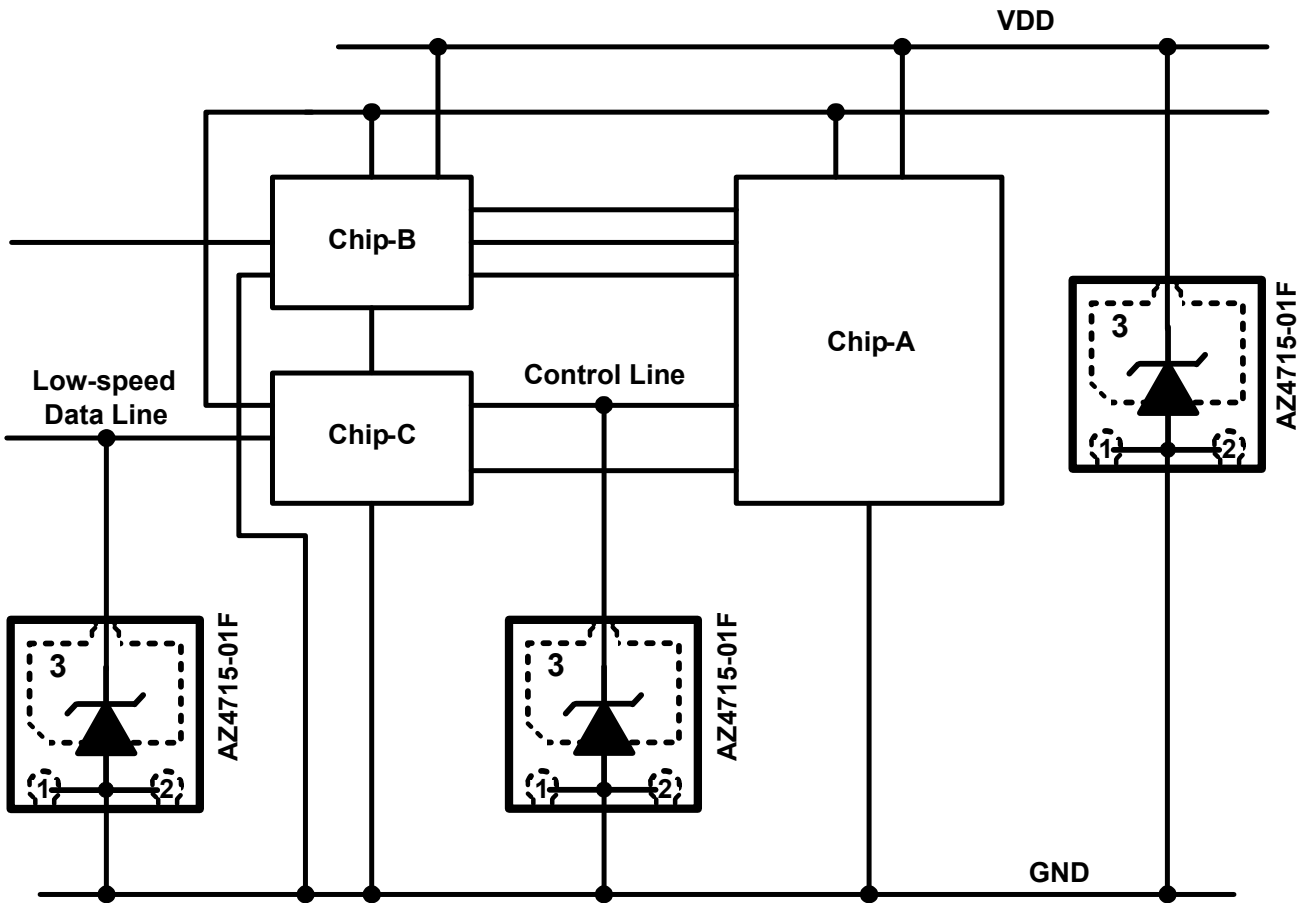 VDD
Chip-B
Chip-A
3
AZ4715-01F
1
2
Low-speed
Data Line
Control Line
Chip-C
3
AZ4715-01F
1
2
3
AZ4715-01F
1
2
GND